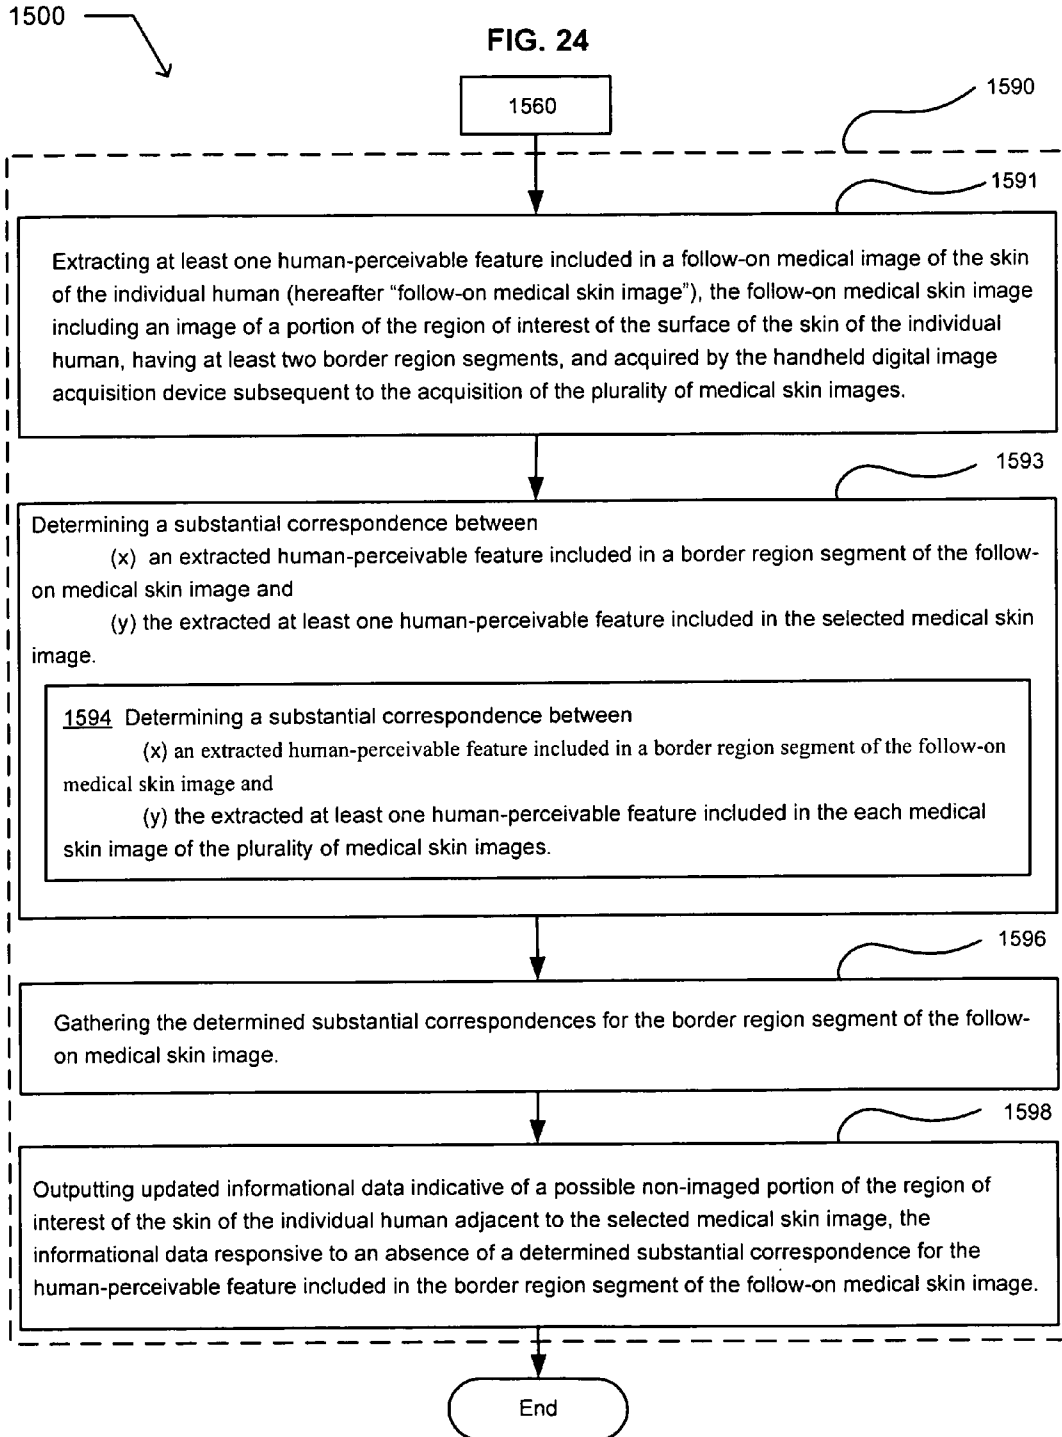 1500
FIG. 24
1560
1590
1591
Extracting at least one human-perceivable feature included in a follow-on medical image of the skin
of the individual human (hereafter “follow-on medical skin image”), the follow-on medical skin image
including an image of a portion of the region of interest of the surface of the skin of the individual
human, having at least two border region segments, and acquired by the handheld digital image
acquisition device subsequent to the acquisition of the plurality of medical skin images.
1593
Determining a substantial correspondence between
(x) an extracted human-perceivable feature included in a border region segment of the follow-
on medical skin image and
(y) the extracted at least one human-perceivable feature included in the selected medical skin
image.
1594 Determining a substantial correspondence between
(x) an extracted human-perceivable feature included in a border region segment of the follow-on
medical skin image and
(y) the extracted at least one human-perceivable feature included in the each medical
skin image of the plurality of medical skin images.
1596
Gathering the determined substantial correspondences for the border region segment of the follow-
on medical skin image.
1598
Outputting updated informational data indicative of a possible non-imaged portion of the region of
interest of the skin of the individual human adjacent to the selected medical skin image, the
informational data responsive to an absence of a determined substantial correspondence for the
human-perceivable feature included in the border region segment of the follow-on medical skin image.
End